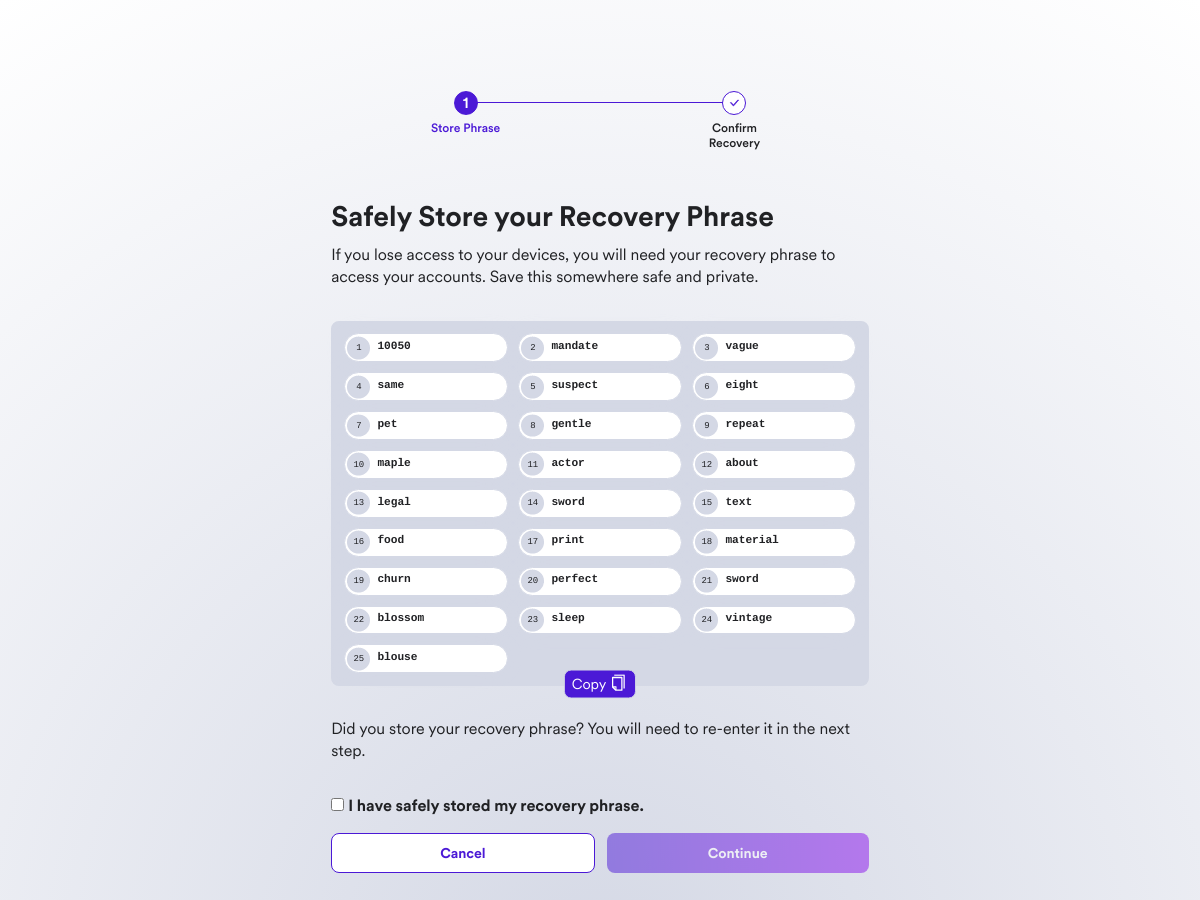 1
Store Phrase
Confirm
Recovery
Safely Store your Recovery Phrase
If you lose access to your devices, you will need your recovery phrase to
access your accounts. Save this somewhere safe and private.
1 10050 2 mandate 3 vague
4 same 5 suspect 6 eight
7 pet 8 gentle 9 repeat
10 maple 11 actor 12 about
13 legal 14 sword 15 text
16 food 17 print 18 material
19 churn 20 perfect 21 sword
22 blossom 23 sleep 24 vintage
25 blouse
Copy
Did you store your recovery phrase? You will need to re-enter it in the next
step.
I have safely stored my recovery phrase.
Cancel Continue